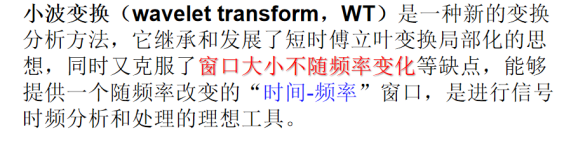 小波变换（wavelet transform，WT）是一种新的变换
分析方法，它继承和发展了短时傅立叶变换局部化的思
想，同时又克服了窗口大小不随频率变化等缺点，能够
提供一个随频率改变的“时间-频率”窗口，是进行信号
时频分析和处理的理想工具。